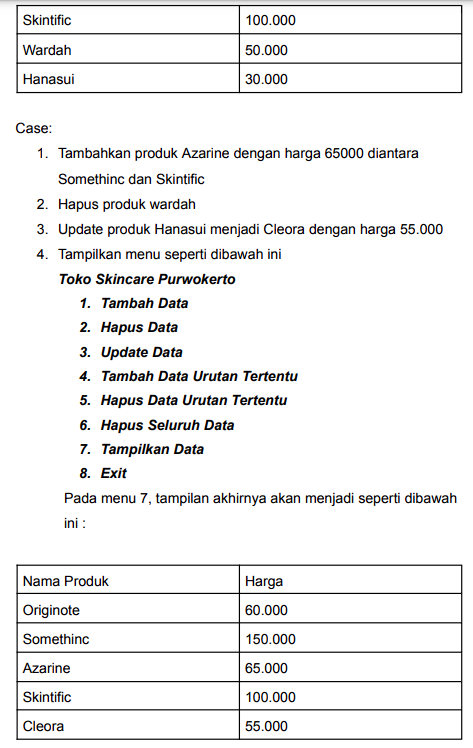 Skintific 100.000
Wardah 50.000
Hanasui 30.000
Case:
1. Tambahkan produk Azarine dengan harga 65000 diantara
Somethinc dan Skintific
2. Hapus produk wardah
3. Update produk Hanasui menjadi Cleora dengan harga 55.000
4. Tampilkan menu seperti dibawah ini
Toko Skincare Purwokerto
1. Tambah Data
2. Hapus Data
3. Update Data
4. Tambah Data Urutan Tertentu
5. Hapus Data Urutan Tertentu
6. Hapus Seluruh Data
7. Tampilkan Data
8. Exit
Pada menu 7, tampilan akhirnya akan menjadi seperti dibawah
ini :
Nama Produk Harga
Originote 60.000
Somethinc 150.000
Azarine 65.000
Skintific 100.000
Cleora 55.000